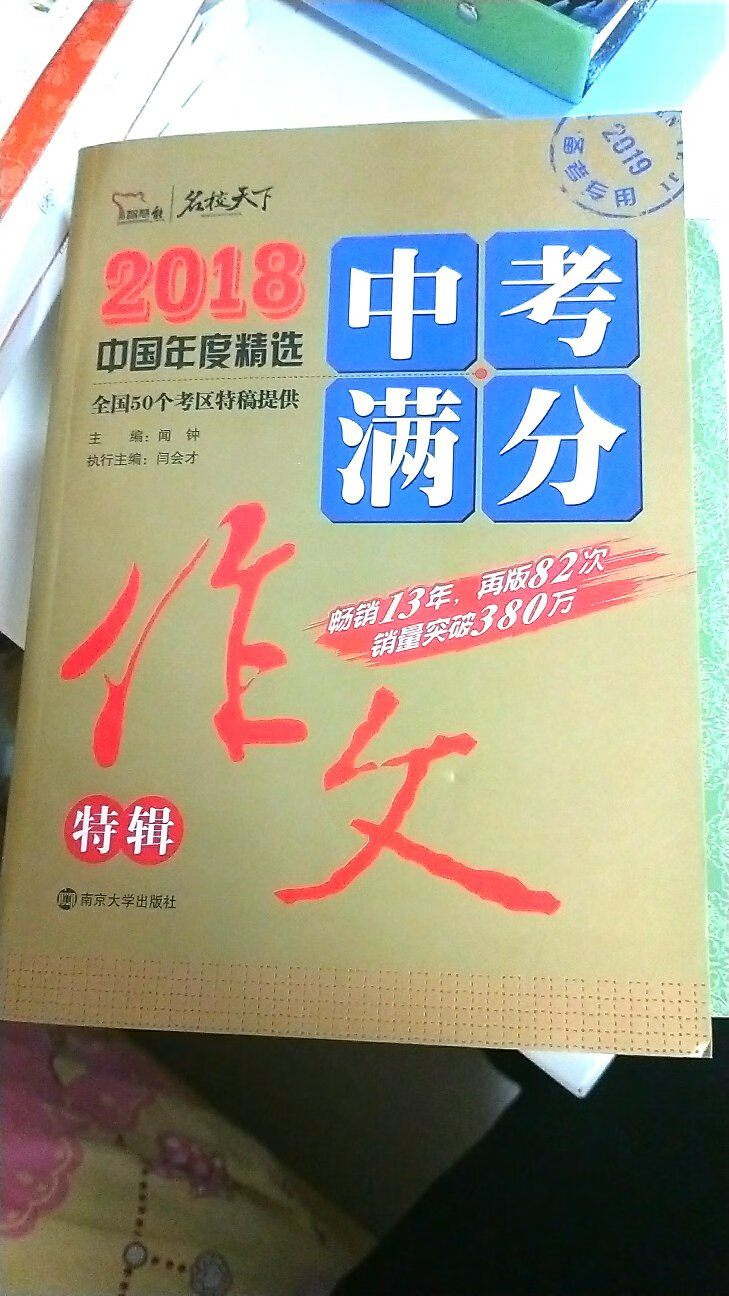 2019
备考专用
智慧熊
名校天下
2018
中国年度精选
全国50个考区特稿提供
主 编：闻 钟
执行主编：闫会才
中考
满分
畅销13年，再版82次
销量突破380万
作文
特辑
南京大学出版社